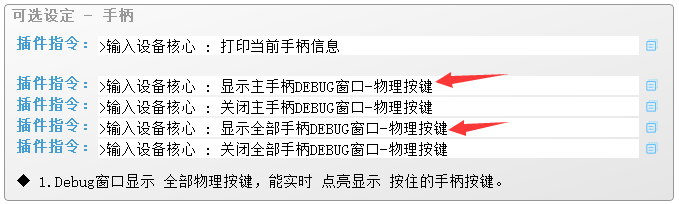 可选设定 - 手柄
插件指令： >输入设备核心 : 打印当前手柄信息
插件指令： >输入设备核心 : 显示主手柄DEBUG窗口-物理按键
插件指令： >输入设备核心 : 关闭主手柄DEBUG窗口-物理按键
插件指令： >输入设备核心 : 显示全部手柄DEBUG窗口-物理按键
插件指令： >输入设备核心 : 关闭全部手柄DEBUG窗口-物理按键
◆ 1.Debug窗口显示 全部物理按键，能实时 点亮显示 按住的手柄按键。